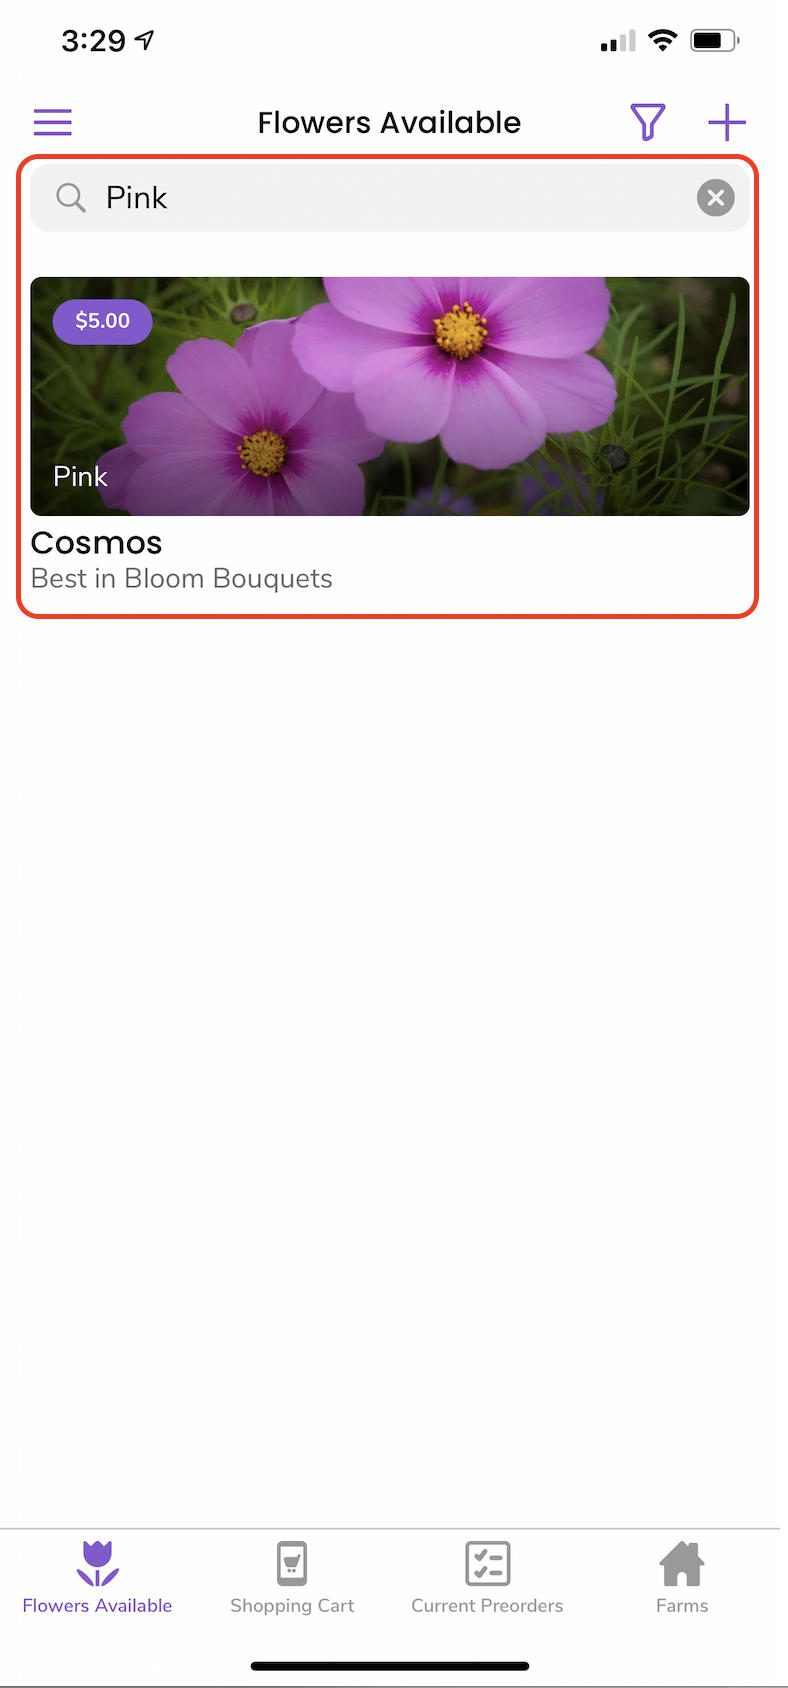 3:29
Flowers Available
Pink
$5.00
Pink
Cosmos
Best in Bloom Bouquets
Flowers Available
Shopping Cart
Current Preorders
Farms